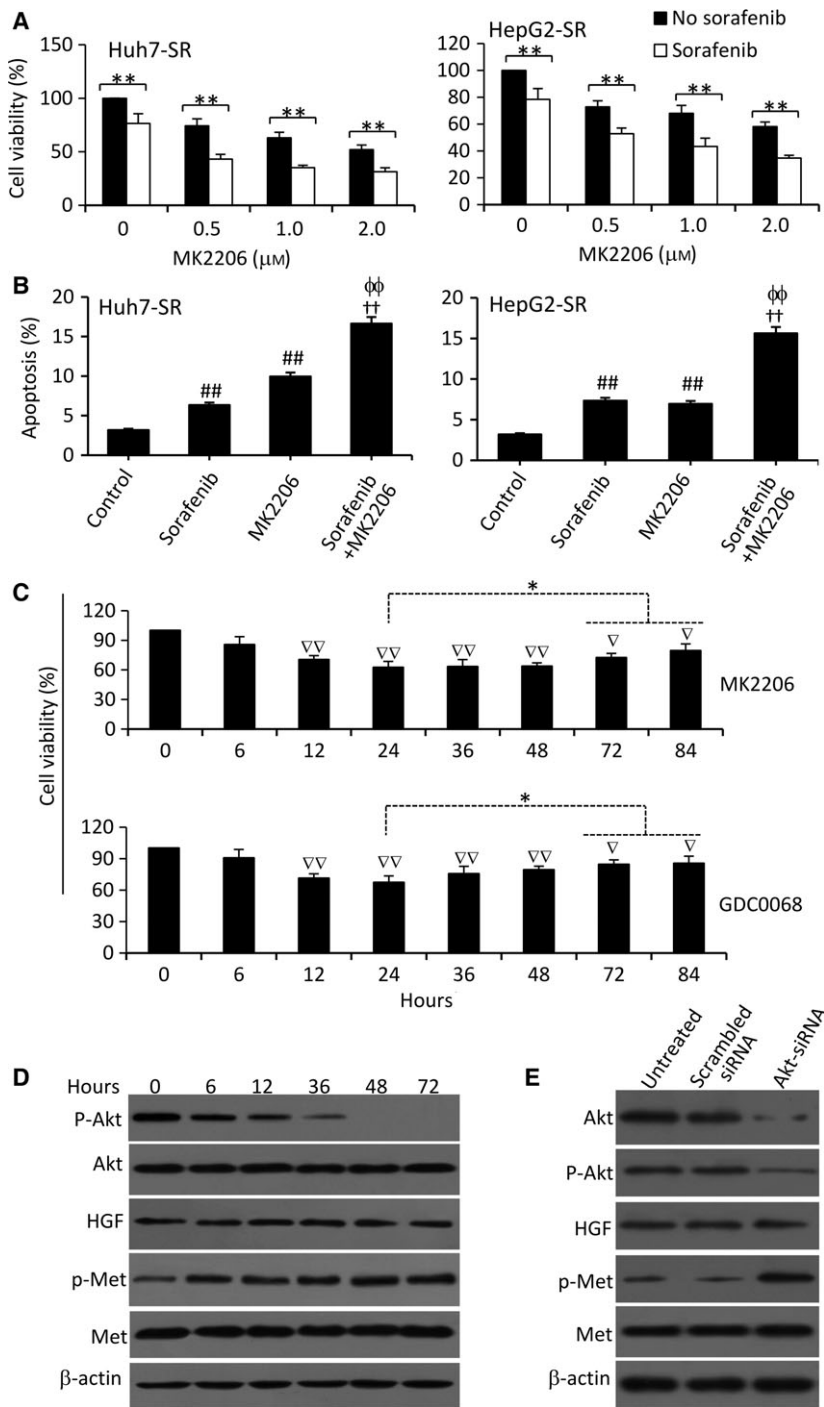 A
Huh7-SR
Cell viability (%)
150
100
50
0
** ** ** **
0 0.5 1.0 2.0
MK2206 (µM)
HepG2-SR
No sorafenib
Sorafenib
120
100
80
60
40
20
0
** ** ** **
0 0.5 1.0 2.0
MK2206 (µM)
B
Huh7-SR
Apoptosis (%)
20
15
10
5
0
## ## ϕϕ
††
Control Sorafenib MK2206 Sorafenib
+MK2206
HepG2-SR
20
15
10
5
0
## ## ϕϕ
††
Control Sorafenib MK2206 Sorafenib
+MK2206
C
Cell viability (%)
*
120
90
60
30
0
∇∇ ∇∇ ∇∇ ∇∇ ∇ ∇
MK2206
0 6 12 24 36 48 72 84
*
120
90
60
30
0
∇∇ ∇∇ ∇∇ ∇∇ ∇ ∇
GDC0068
0 6 12 24 36 48 72 84
Hours
D
Hours 0 6 12 36 48 72
P-Akt
Akt
HGF
p-Met
Met
β-actin
E
Untreated Scrambled
siRNA Akt-siRNA
Akt
P-Akt
HGF
p-Met
Met
β-actin